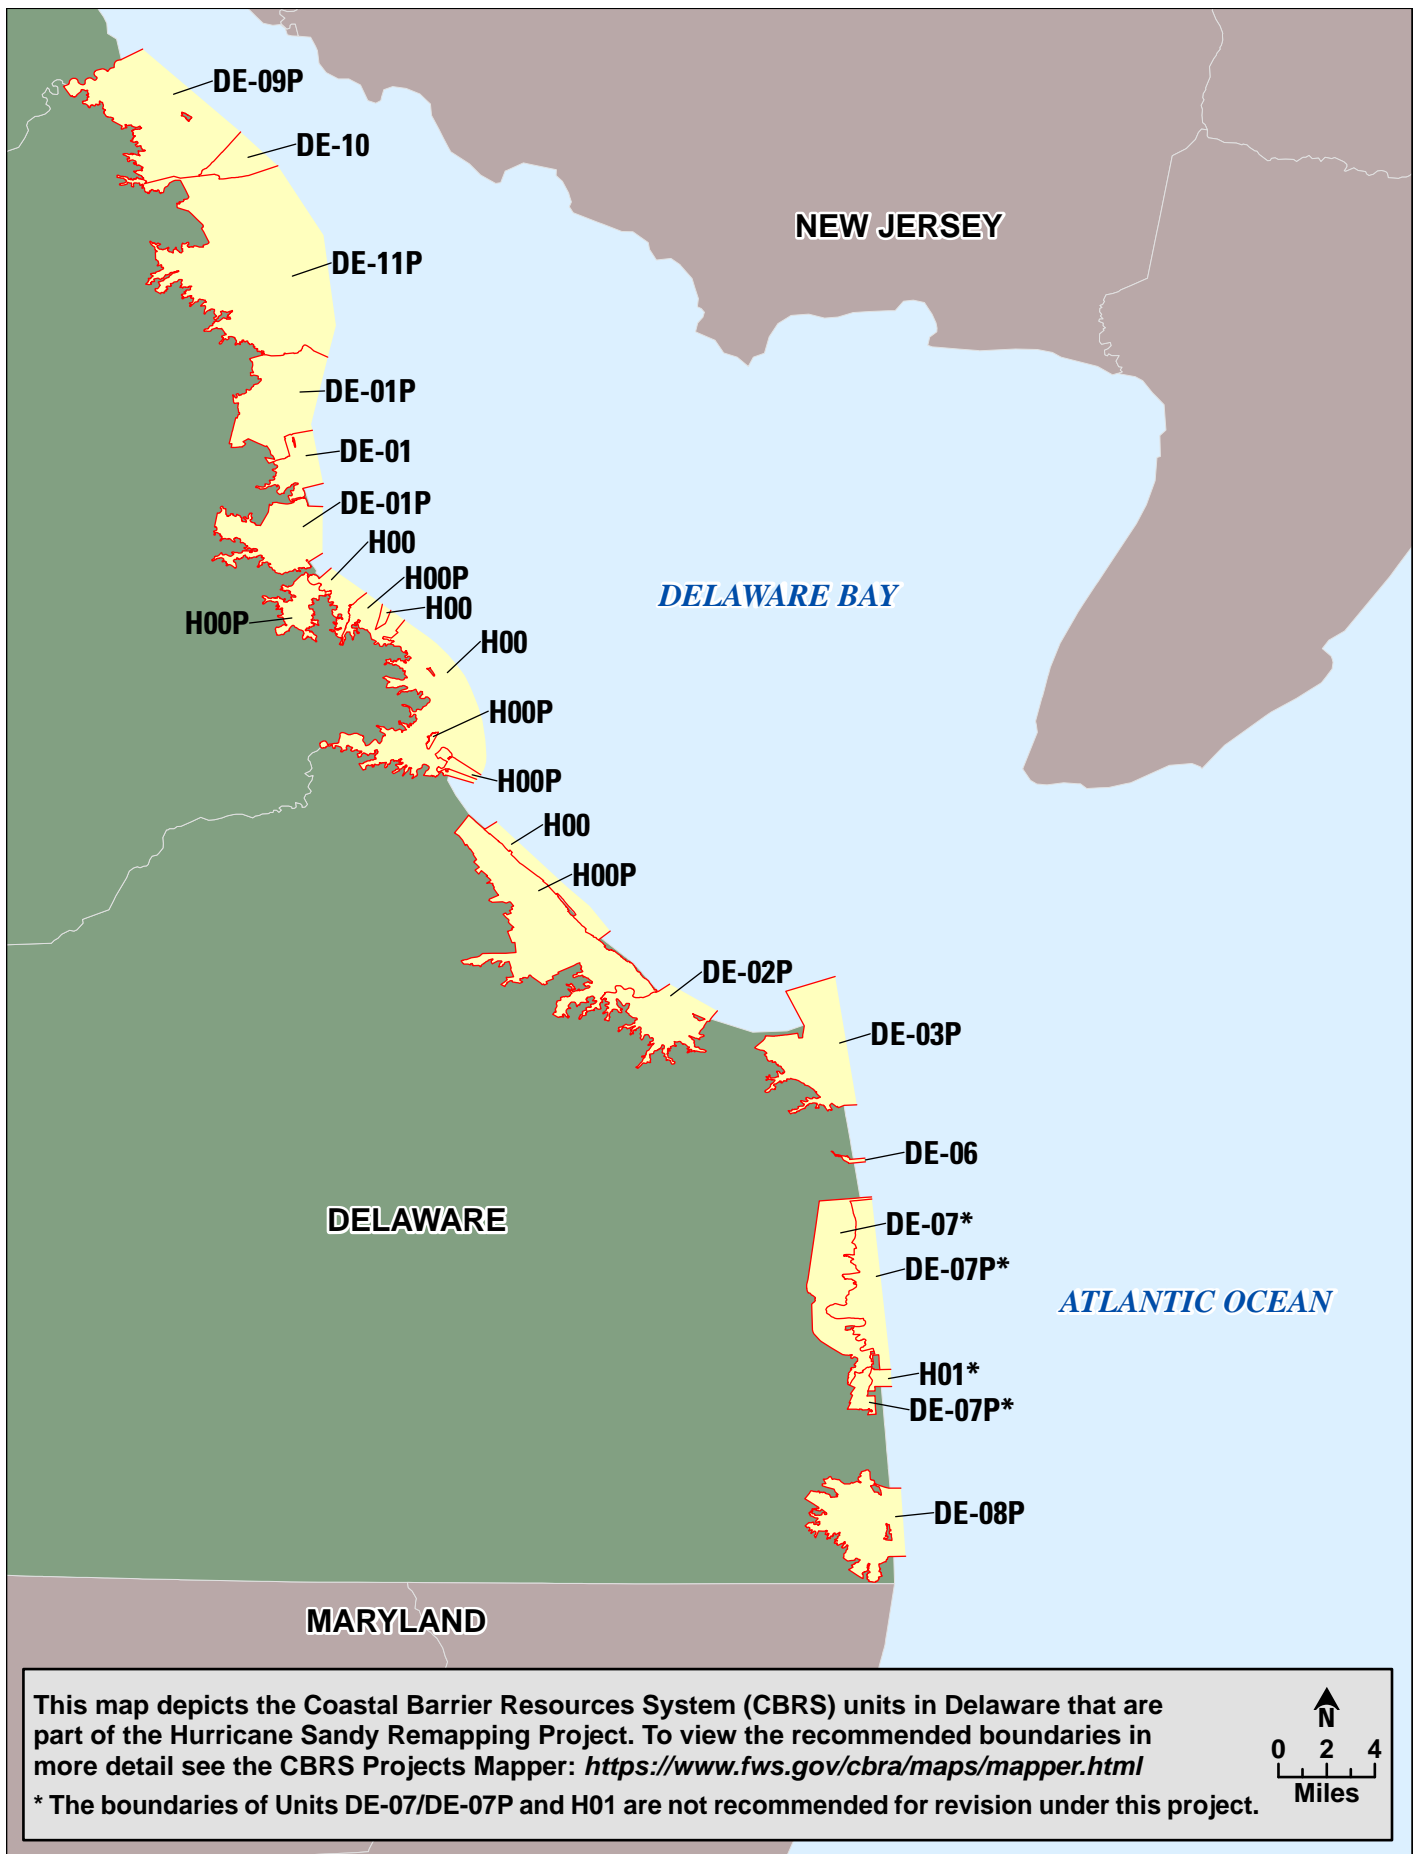 DE-09P
DE-10
NEW JERSEY
DE-11P
DE-01P
DE-01
DE-01P
H00
H00P
DELAWARE BAY
H00
H00P
H00
H00P
H00P
H00
H00P
DE-02P
DE-03P
DE-06
DELAWARE
DE-07*
DE-07P*
ATLANTIC OCEAN
H01*
DE-07P*
DE-08P
MARYLAND
This map depicts the Coastal Barrier Resources System (CBRS) units in Delaware that are
part of the Hurricane Sandy Remapping Project. To view the recommended boundaries in
more detail see the CBRS Projects Mapper: https://www.fws.gov/cbra/maps/mapper.html
* The boundaries of Units DE-07/DE-07P and H01 are not recommended for revision under this project.
N
0 2 4
Miles